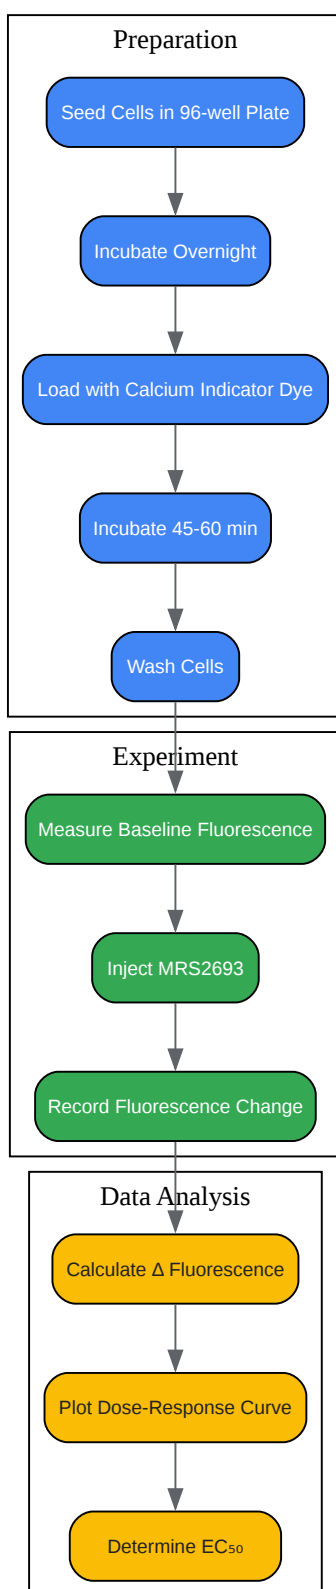 Preparation
Seed Cells in 96-well Plate
Incubate Overnight
Load with Calcium Indicator Dye
Incubate 45-60 min
Wash Cells
Experiment
Measure Baseline Fluorescence
Inject MRS2693
Record Fluorescence Change
Data Analysis
Calculate Δ Fluorescence
Plot Dose-Response Curve
Determine EC₅₀